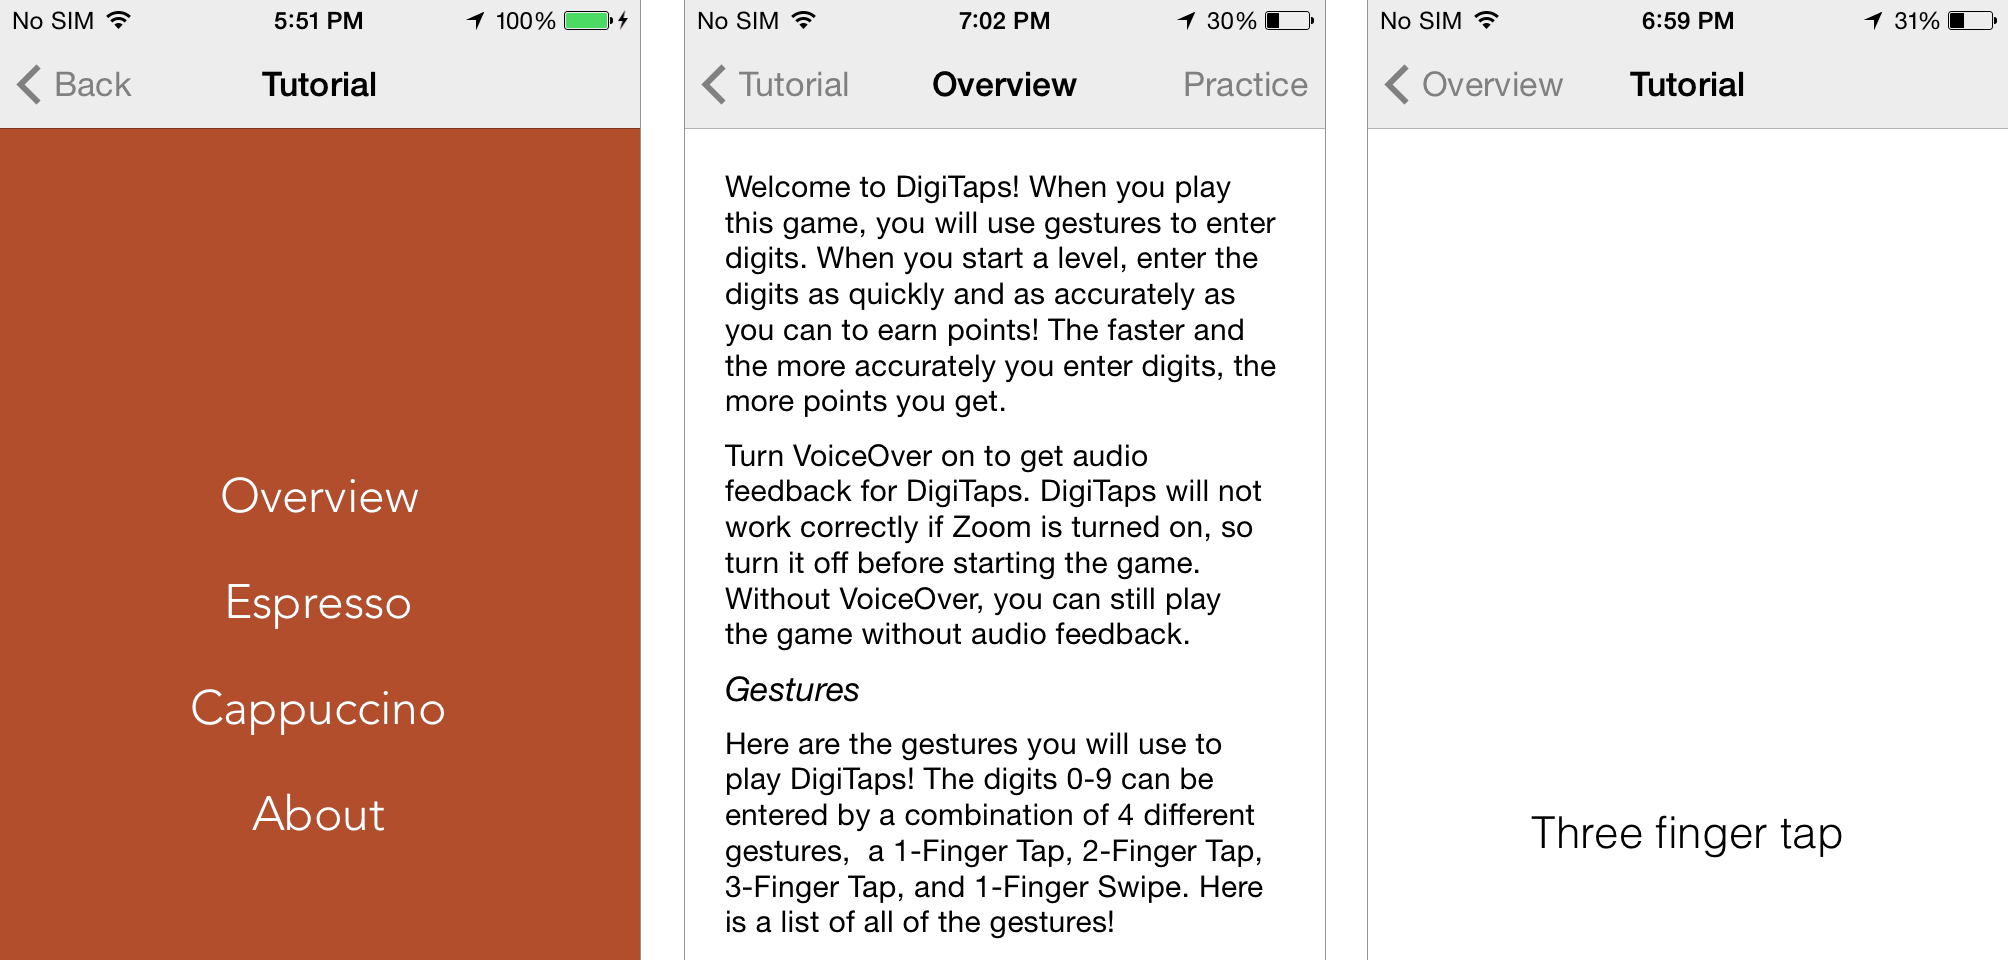 No SIM 5:51 PM 100%
Back Tutorial
Overview
Espresso
Cappuccino
About
No SIM 7:02 PM 30%
Tutorial Overview Practice
Welcome to DigiTaps! When you play
this game, you will use gestures to enter
digits. When you start a level, enter the
digits as quickly and as accurately as
you can to earn points! The faster and
the more accurately you enter digits, the
more points you get.
Turn VoiceOver on to get audio
feedback for DigiTaps. DigiTaps will not
work correctly if Zoom is turned on, so
turn it off before starting the game.
Without VoiceOver, you can still play
the game without audio feedback.
Gestures
Here are the gestures you will use to
play DigiTaps! The digits 0-9 can be
entered by a combination of 4 different
gestures,  a 1-Finger Tap, 2-Finger Tap,
3-Finger Tap, and 1-Finger Swipe. Here
is a list of all of the gestures!
No SIM 6:59 PM 31%
Overview Tutorial
Three finger tap